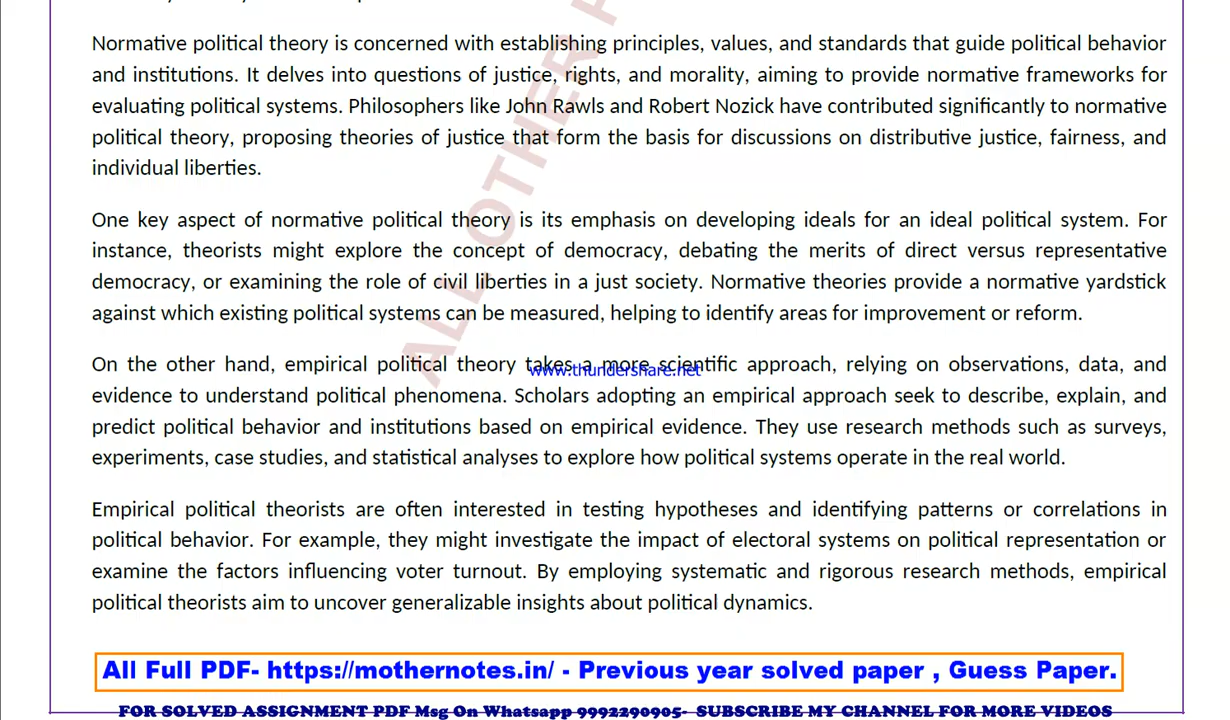 Normative political theory is concerned with establishing principles, values, and standards that guide political behavior
and institutions. It delves into questions of justice, rights, and morality, aiming to provide normative frameworks for
evaluating political systems. Philosophers like John Rawls and Robert Nozick have contributed significantly to normative
political theory, proposing theories of justice that form the basis for discussions on distributive justice, fairness, and
individual liberties.
One key aspect of normative political theory is its emphasis on developing ideals for an ideal political system. For
instance, theorists might explore the concept of democracy, debating the merits of direct versus representative
democracy, or examining the role of civil liberties in a just society. Normative theories provide a normative yardstick
against which existing political systems can be measured, helping to identify areas for improvement or reform.
On the other hand, empirical political theory takes a more scientific approach, relying on observations, data, and
www.thundershare.net
evidence to understand political phenomena. Scholars adopting an empirical approach seek to describe, explain, and
predict political behavior and institutions based on empirical evidence. They use research methods such as surveys,
experiments, case studies, and statistical analyses to explore how political systems operate in the real world.
Empirical political theorists are often interested in testing hypotheses and identifying patterns or correlations in
political behavior. For example, they might investigate the impact of electoral systems on political representation or
examine the factors influencing voter turnout. By employing systematic and rigorous research methods, empirical
political theorists aim to uncover generalizable insights about political dynamics.
ALL OTHER
All Full PDF- https://mothernotes.in/ - Previous year solved paper , Guess Paper.
FOR SOLVED ASSIGNMENT PDF Msg On Whatsapp 9992290905- SUBSCRIBE MY CHANNEL FOR MORE VIDEOS